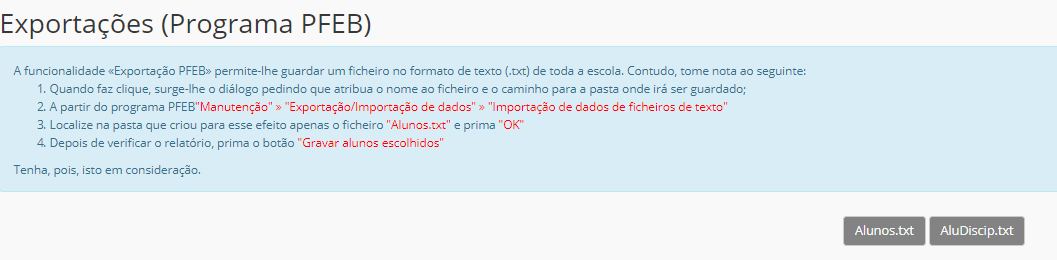 Exportações (Programa PFEB)
A funcionalidade «Exportação PFEB» permite-lhe guardar um ficheiro no formato de texto (.txt) de toda a escola. Contudo, tome nota ao seguinte:
1. Quando faz clique, surge-lhe o diálogo pedindo que atribua o nome ao ficheiro e o caminho para a pasta onde irá ser guardado;
2. A partir do programa PFEB"Manutenção" » "Exportação/Importação de dados" » "Importação de dados de ficheiros de texto"
3. Localize na pasta que criou para esse efeito apenas o ficheiro "Alunos.txt" e prima "OK"
4. Depois de verificar o relatório, prima o botão "Gravar alunos escolhidos"
Tenha, pois, isto em consideração.
Alunos.txt AluDiscip.txt